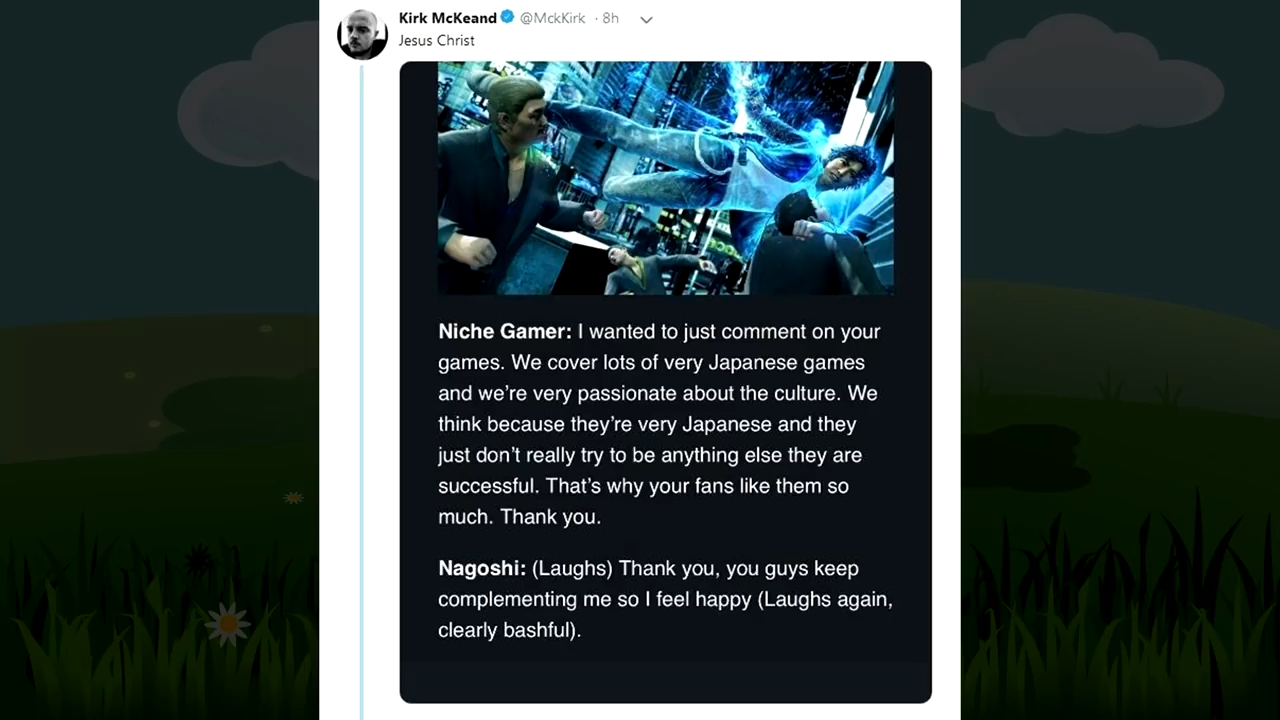 Kirk McKeand @MckKirk · 8h
Jesus Christ
Niche Gamer: I wanted to just comment on your
games. We cover lots of very Japanese games
and we're very passionate about the culture. We
think because they're very Japanese and they
just don't really try to be anything else they are
successful. That's why your fans like them so
much. Thank you.
Nagoshi: (Laughs) Thank you, you guys keep
complementing me so I feel happy (Laughs again,
clearly bashful).